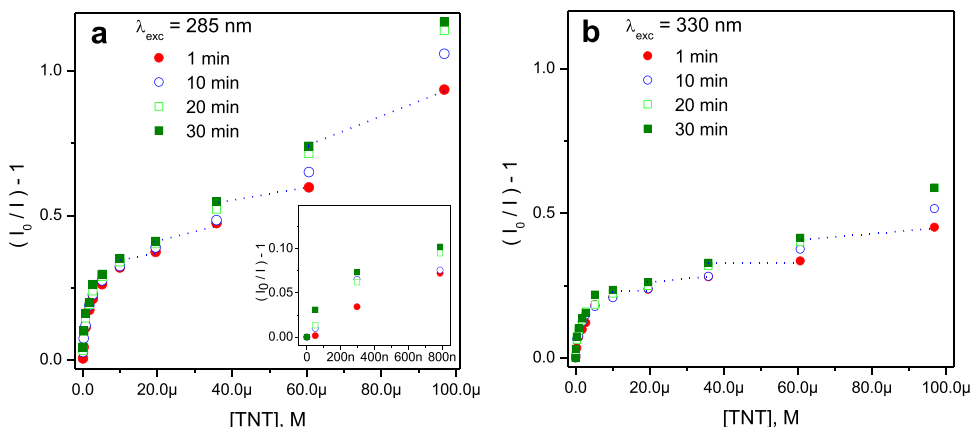 a
λexc = 285 nm
1 min
10 min
20 min
30 min
1.0
0.5
0.0
( I0 / I ) - 1
0.0
20.0µ
40.0µ
60.0µ
80.0µ
100.0µ
[TNT], M
0.10
0.05
0.00
( I0 / I) - 1
0
200n
400n
600n
800n
b
λexc = 330 nm
1 min
10 min
20 min
30 min
1.0
0.5
0.0
( I0 / I ) - 1
0.0
20.0µ
40.0µ
60.0µ
80.0µ
100.0µ
[TNT], M